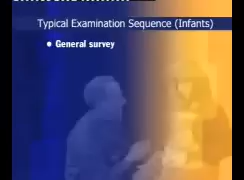 Typical Examination Sequence (Infants)
• General survey